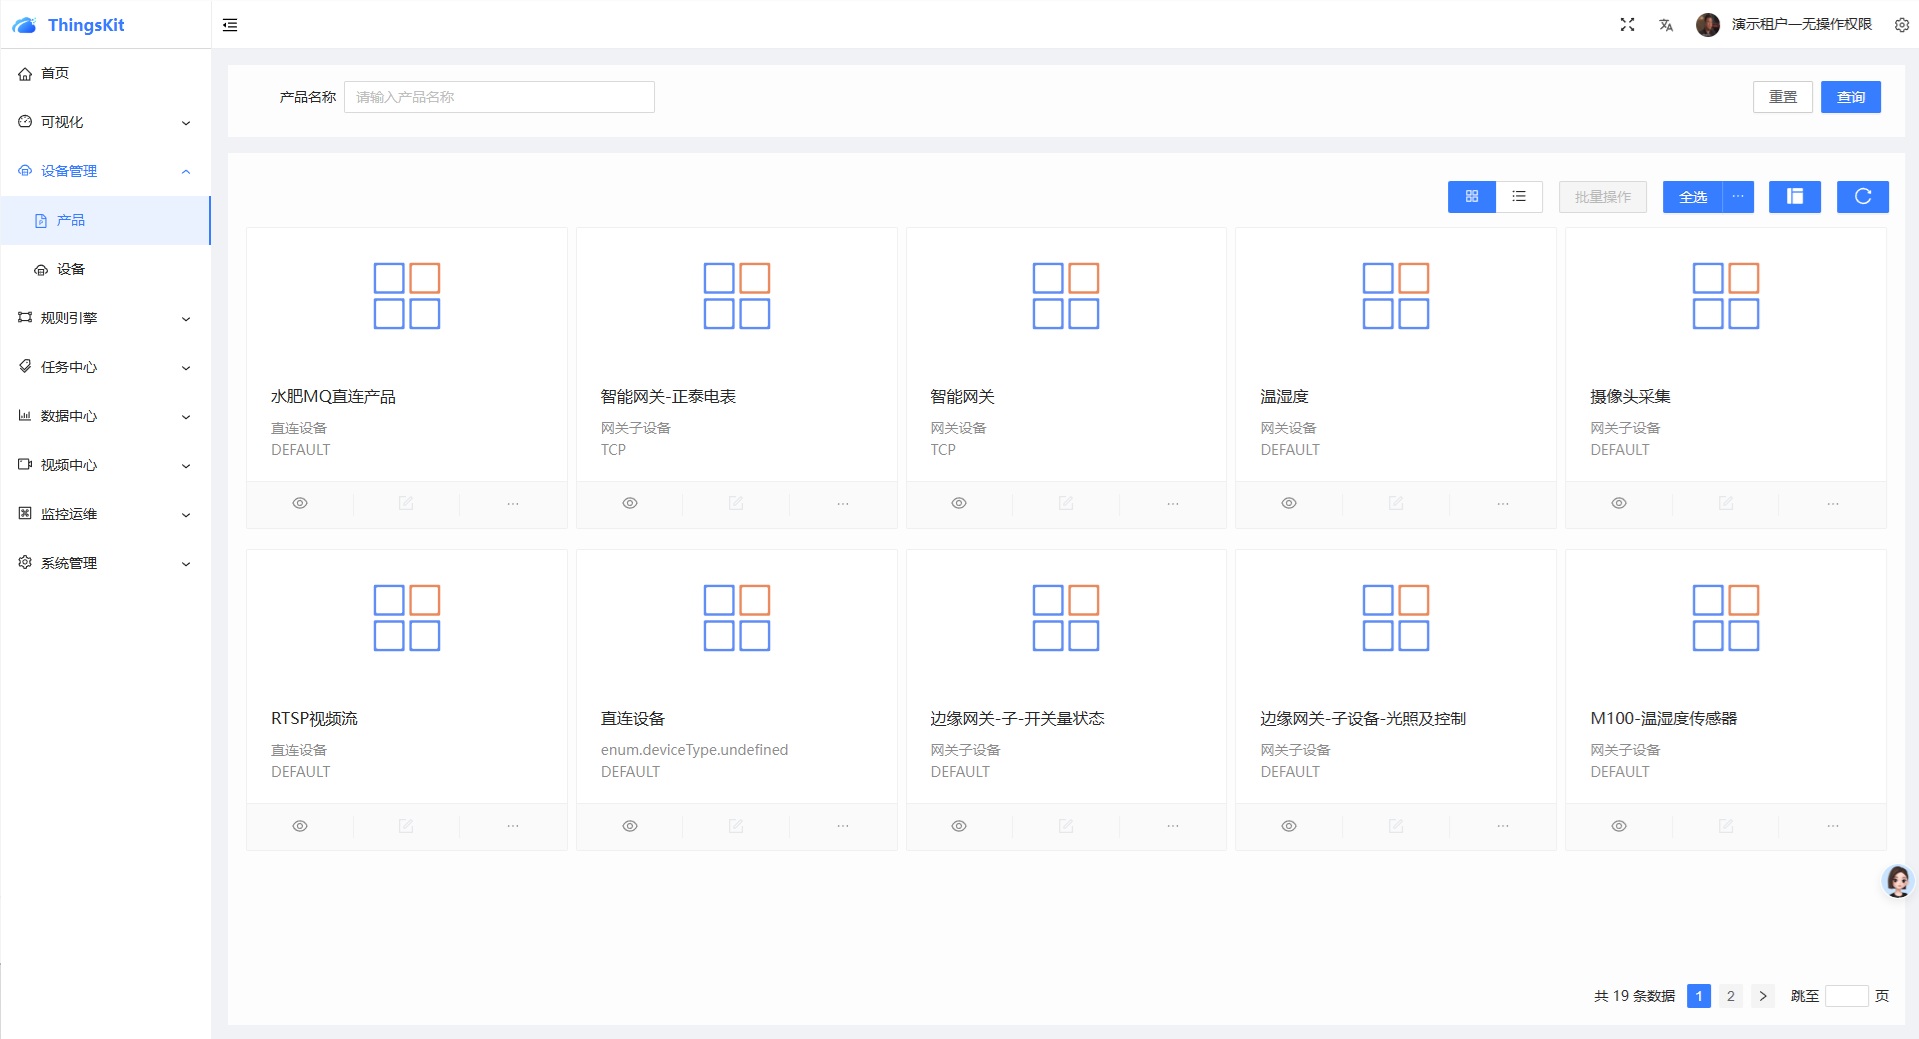 ThingsKit
演示租户—无操作权限
首页
可视化
设备管理
产品
设备
规则引擎
任务中心
数据中心
视频中心
监控运维
系统管理
产品名称 请输入产品名称
重置 查询
批量操作 全选 ···
水肥MQ直连产品
直连设备
DEFAULT
智能网关-正泰电表
网关子设备
TCP
智能网关
网关设备
TCP
温湿度
网关设备
DEFAULT
摄像头采集
网关子设备
DEFAULT
RTSP视频流
直连设备
DEFAULT
直连设备
enum.deviceType.undefined
DEFAULT
边缘网关-子-开关量状态
网关子设备
DEFAULT
边缘网关-子设备-光照及控制
网关子设备
DEFAULT
M100-温湿度传感器
网关子设备
DEFAULT
共 19 条数据 1 2 > 跳至 页